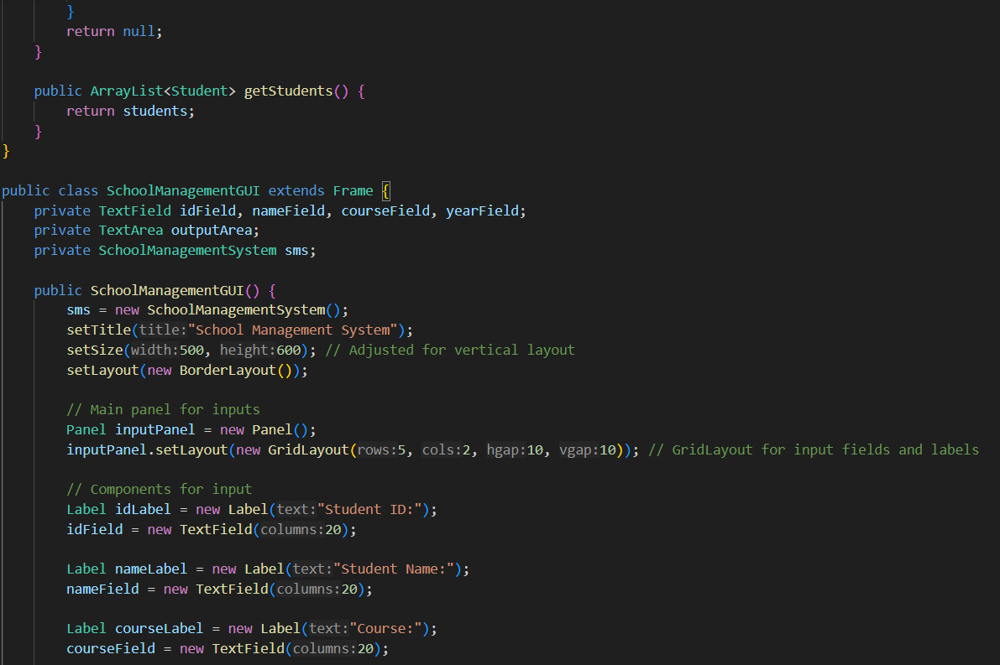 }
        return null;
    }

    public ArrayList<Student> getStudents() {
        return students;
    }
}

public class SchoolManagementGUI extends Frame {
    private TextField idField, nameField, courseField, yearField;
    private TextArea outputArea;
    private SchoolManagementSystem sms;

    public SchoolManagementGUI() {
        sms = new SchoolManagementSystem();
        setTitle(title:"School Management System");
        setSize(width:500, height:600); // Adjusted for vertical layout
        setLayout(new BorderLayout());

        // Main panel for inputs
        Panel inputPanel = new Panel();
        inputPanel.setLayout(new GridLayout(rows:5, cols:2, hgap:10, vgap:10)); // GridLayout for input fields and labels

        // Components for input
        Label idLabel = new Label(text:"Student ID:");
        idField = new TextField(columns:20);

        Label nameLabel = new Label(text:"Student Name:");
        nameField = new TextField(columns:20);

        Label courseLabel = new Label(text:"Course:");
        courseField = new TextField(columns:20);